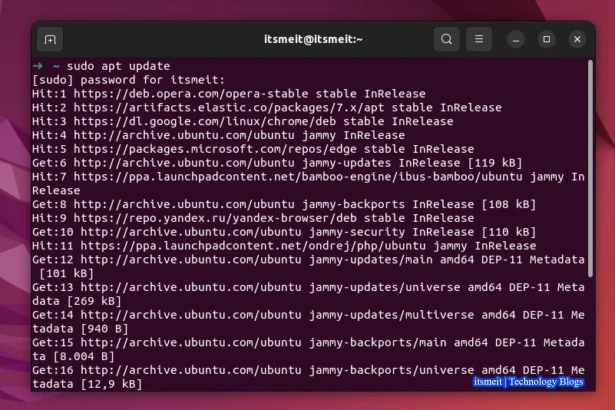 itsmeit@itsmeit:~
→ ~ sudo apt update
[sudo] password for itsmeit:
Hit:1 https://deb.opera.com/opera-stable stable InRelease
Hit:2 https://artifacts.elastic.co/packages/7.x/apt stable InRelease
Hit:3 https://dl.google.com/linux/chrome/deb stable InRelease
Hit:4 http://archive.ubuntu.com/ubuntu jammy InRelease
Hit:5 https://packages.microsoft.com/repos/edge stable InRelease
Get:6 http://archive.ubuntu.com/ubuntu jammy-updates InRelease [119 kB]
Hit:7 https://ppa.launchpadcontent.net/bamboo-engine/ibus-bamboo/ubuntu jammy In
Release
Get:8 http://archive.ubuntu.com/ubuntu jammy-backports InRelease [108 kB]
Hit:9 https://repo.yandex.ru/yandex-browser/deb stable InRelease
Get:10 http://archive.ubuntu.com/ubuntu jammy-security InRelease [110 kB]
Hit:11 https://ppa.launchpadcontent.net/ondrej/php/ubuntu jammy InRelease
Get:12 http://archive.ubuntu.com/ubuntu jammy-updates/main amd64 DEP-11 Metadata
[101 kB]
Get:13 http://archive.ubuntu.com/ubuntu jammy-updates/universe amd64 DEP-11 Meta
data [269 kB]
Get:14 http://archive.ubuntu.com/ubuntu jammy-updates/multiverse amd64 DEP-11 Me
tadata [940 B]
Get:15 http://archive.ubuntu.com/ubuntu jammy-backports/main amd64 DEP-11 Metada
ta [8.004 B]
Get:16 http://archive.ubuntu.com/ubuntu jammy-backports/universe amd64 DEP-11 Me
tadata [12,9 kB]
itsmeit | Technology Blogs